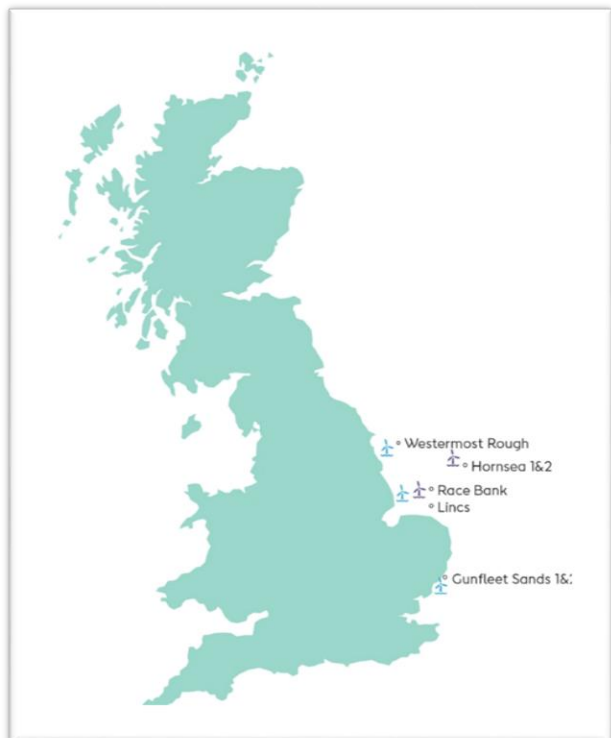 Westermost Rough
Hornsea 1&2
Race Bank
Lincs
Gunfleet Sands 1&